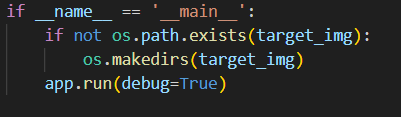 if __name__ == '__main__':
    if not os.path.exists(target_img):
        os.makedirs(target_img)
    app.run(debug=True)